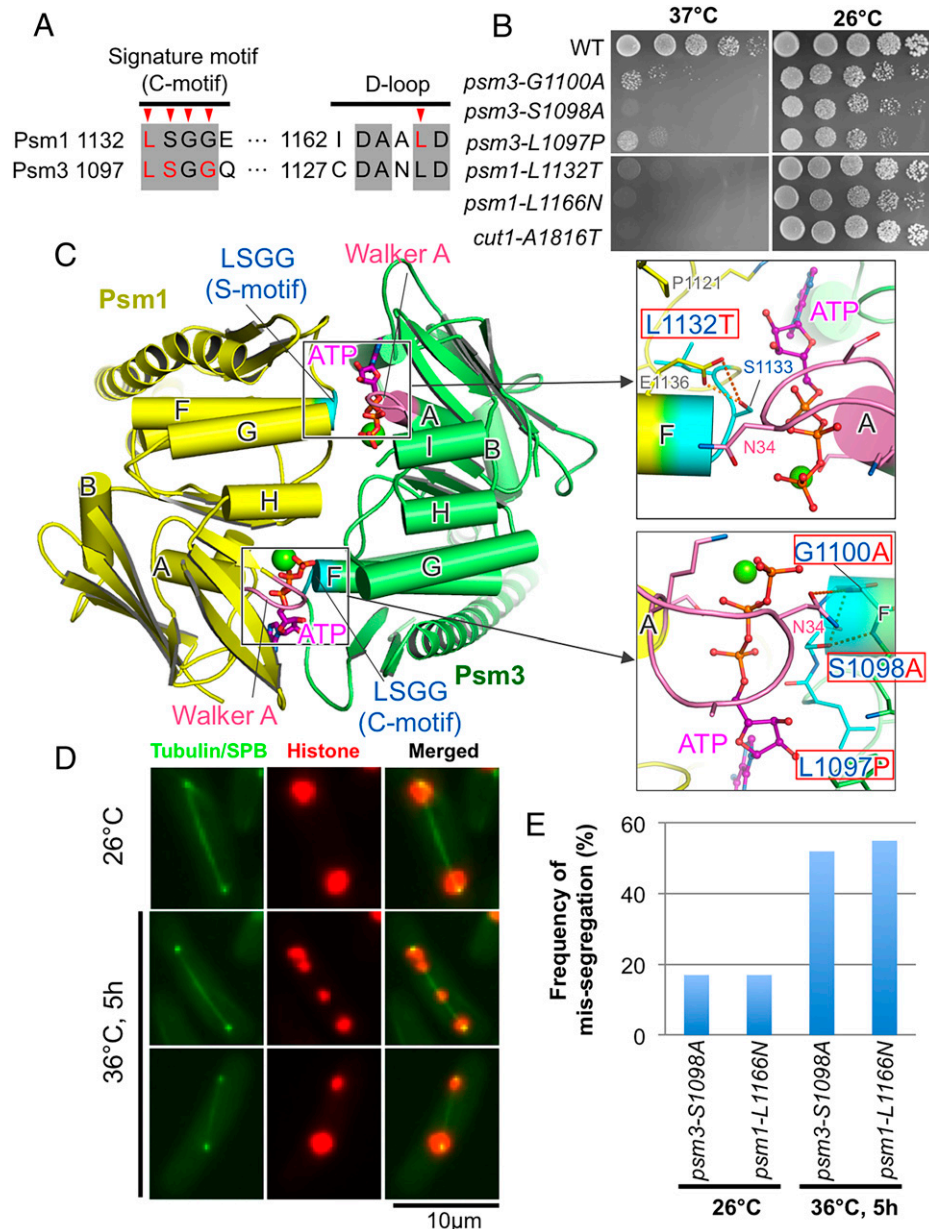 A
Signature motif
(C-motif)
D-loop
Psm1 1132 L S G G E ··· 1162 I D A A L D
Psm3 1097 L S G G Q ··· 1127 C D A N L D
B
37°C
26°C
WT
psm3-G1100A
psm3-S1098A
psm3-L1097P
psm1-L1132T
psm1-L1166N
cut1-A1816T
C
LSGG
(S-motif)
Walker A
Psm1
ATP
F
G
A
I
B
B
H
H
A
F
G
ATP
Walker A
LSGG
(C-motif)
Psm3
P1121
ATP
L1132T
S1133
E1136
F
A
N34
G1100A
A
N34
F
S1098A
ATP
L1097P
D
Tubulin/SPB
Histone
Merged
26°C
36°C, 5h
10μm
E
Frequency of
mis-segregation (%)
60
40
20
0
psm3-S1098A
psm1-L1166N
psm3-S1098A
psm1-L1166N
26°C
36°C, 5h